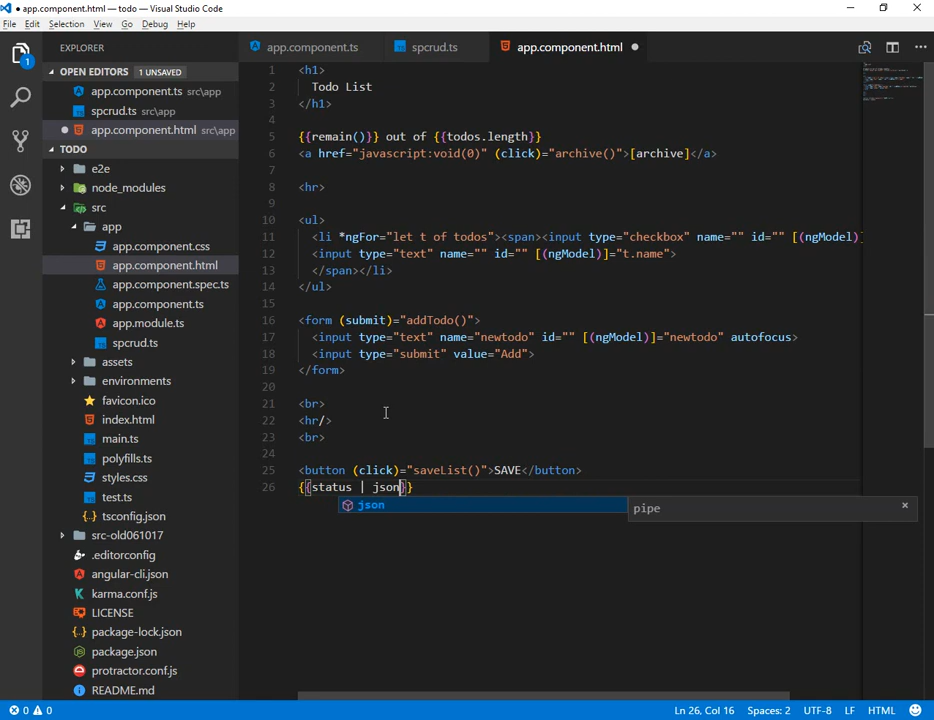 ● app.component.html — todo — Visual Studio Code
File Edit Selection View Go Debug Help
1
EXPLORER
OPEN EDITORS 1 UNSAVED
app.component.ts src\app
spcrud.ts src\app
● app.component.html src\app
TODO
e2e
node_modules
src
app
app.component.css
app.component.html
app.component.spec.ts
app.component.ts
app.module.ts
spcrud.ts
assets
environments
favicon.ico
index.html
main.ts
polyfills.ts
styles.css
test.ts
tsconfig.json
src-old061017
.editorconfig
angular-cli.json
karma.conf.js
LICENSE
package-lock.json
package.json
protractor.conf.js
README.md
app.component.ts spcrud.ts app.component.html ●
1 <h1>
2 Todo List
3 </h1>
4
5 {{remain()}} out of {{todos.length}}
6 <a href="javascript:void(0)" (click)="archive()">[archive]</a>
7
8 <hr>
9
10 <ul>
11 <li *ngFor="let t of todos"><span><input type="checkbox" name="" id="" [(ngModel)]
12 <input type="text" name="" id="" [(ngModel)]="t.name">
13 </span></li>
14 </ul>
15
16 <form (submit)="addTodo()">
17 <input type="text" name="newtodo" id="" [(ngModel)]="newtodo" autofocus>
18 <input type="submit" value="Add">
19 </form>
20
21 <br>
22 <hr/>
23 <br>
24
25 <button (click)="saveList()">SAVE</button>
26 {{status | json}}
json
pipe ×
0 0
Ln 26, Col 16 Spaces: 2 UTF-8 LF HTML